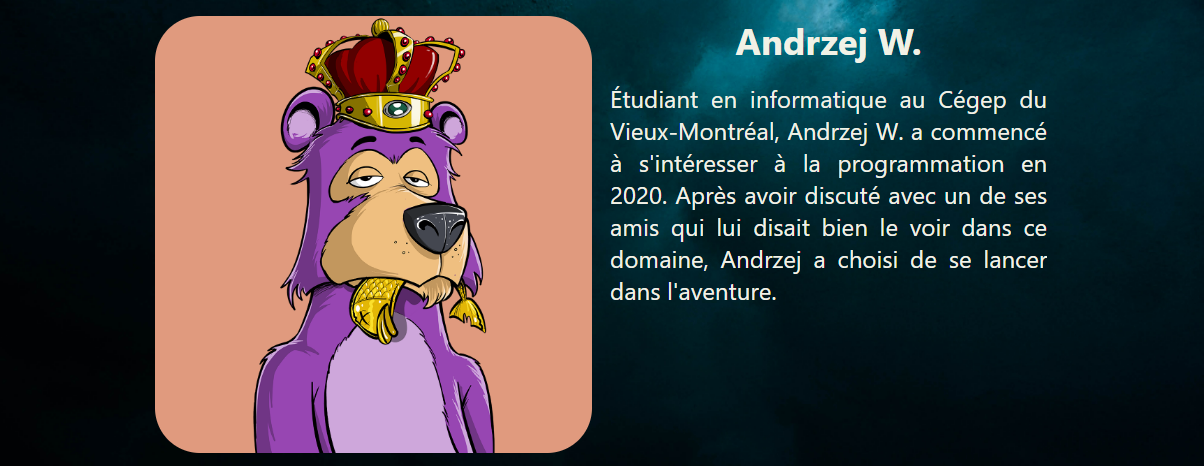 Andrzej W.
Étudiant en informatique au Cégep du
Vieux-Montréal, Andrzej W. a commencé
à s'intéresser à la programmation en
2020. Après avoir discuté avec un de ses
amis qui lui disait bien le voir dans ce
domaine, Andrzej a choisi de se lancer
dans l'aventure.